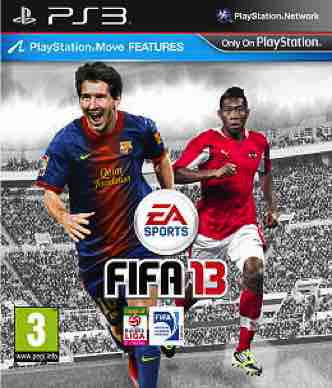 PS3
PlayStation®Network
PlayStation®Move FEATURES
Only On PlayStation®
Qatar
Foundation
EA
SPORTS
FIFA 13
3
www.pegi.info